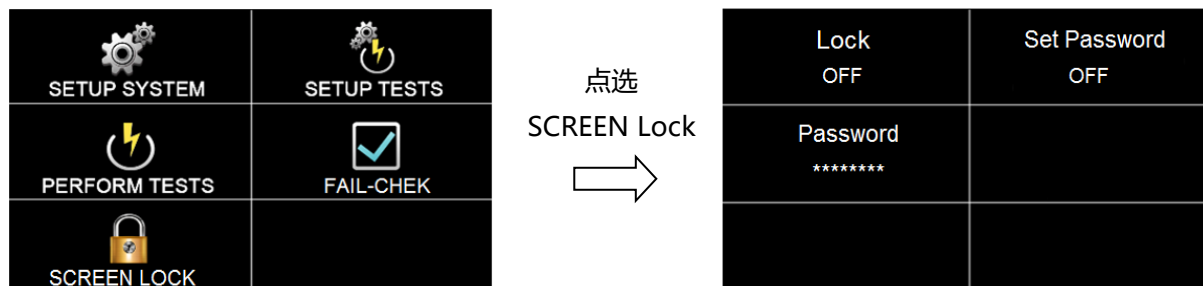 SETUP SYSTEM
SETUP TESTS
PERFORM TESTS
FAIL-CHEK
SCREEN LOCK
点选
SCREEN Lock
Lock
OFF
Set Password
OFF
Password
********